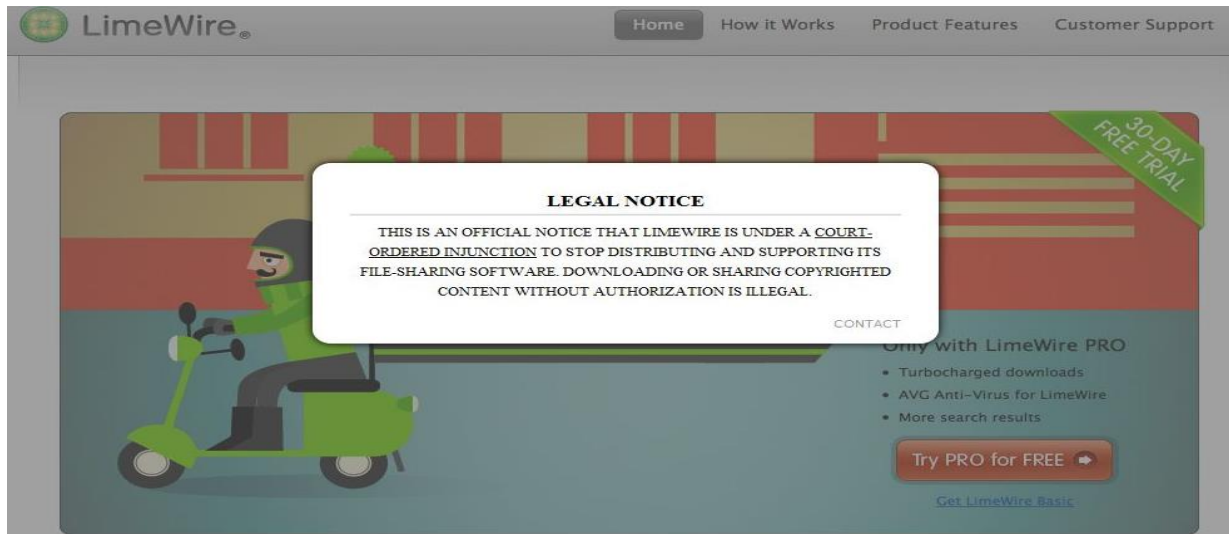 LimeWire®
Home How it Works Product Features Customer Support
30-DAY
FREE TRIAL
LEGAL NOTICE
THIS IS AN OFFICIAL NOTICE THAT LIMEWIRE IS UNDER A COURT-
ORDERED INJUNCTION TO STOP DISTRIBUTING AND SUPPORTING ITS
FILE-SHARING SOFTWARE. DOWNLOADING OR SHARING COPYRIGHTED
CONTENT WITHOUT AUTHORIZATION IS ILLEGAL.
CONTACT
Only with LimeWire PRO
• Turbocharged downloads
• AVG Anti-Virus for LimeWire
• More search results
Try PRO for FREE
Get LimeWire Basic